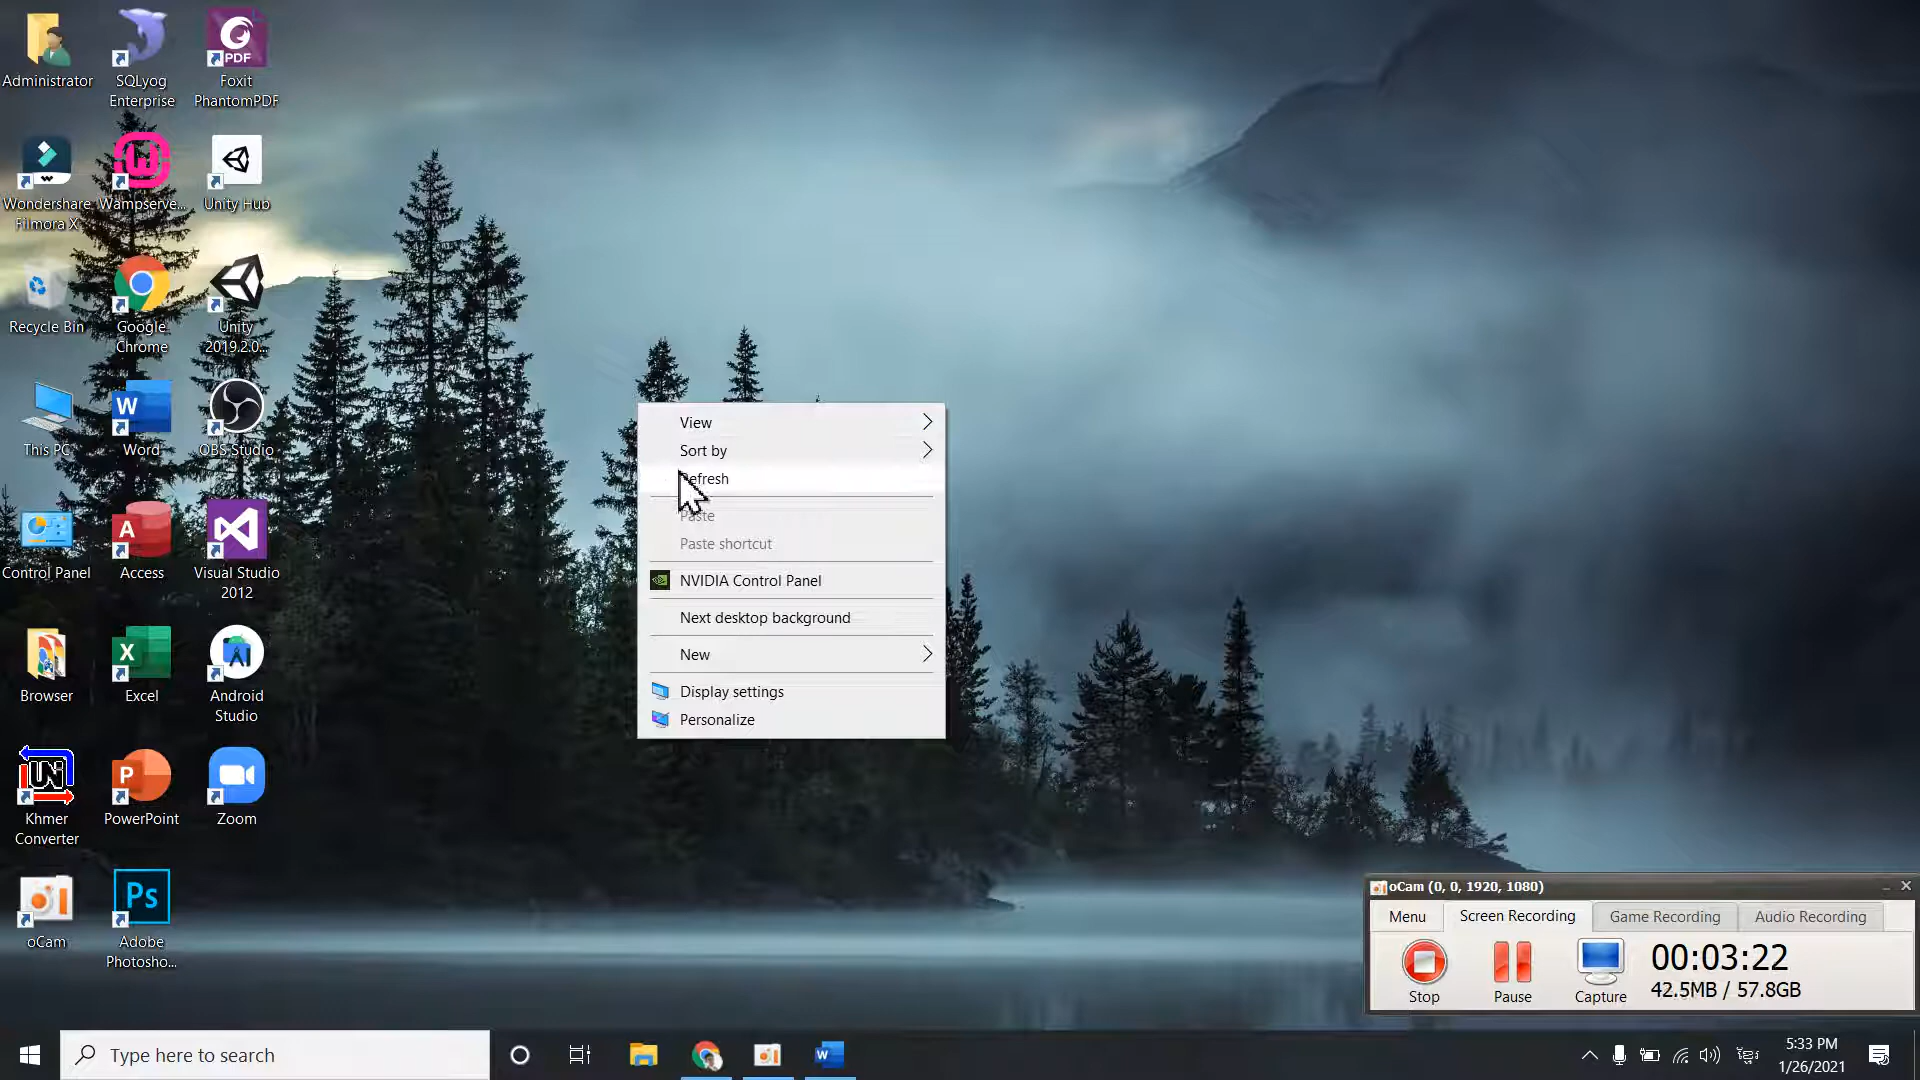 Administrator
SQLyog
Enterprise
Foxit
PhantomPDF
PDF
Wondershare
Filmora X
Wampserve...
Unity Hub
Recycle Bin
Google
Chrome
Unity
2019.2.0...
This PC
Word
OBS Studio
Control Panel
Access
Visual Studio
2012
Browser
Excel
Android
Studio
Khmer
Converter
PowerPoint
Zoom
oCam
Adobe
Photosho...
View
Sort by
Refresh
Paste
Paste shortcut
NVIDIA Control Panel
Next desktop background
New
Display settings
Personalize
oCam (0, 0, 1920, 1080)
Menu
Screen Recording
Game Recording
Audio Recording
Stop
Pause
Capture
00:03:22
42.5MB / 57.8GB
Type here to search
5:33 PM
1/26/2021